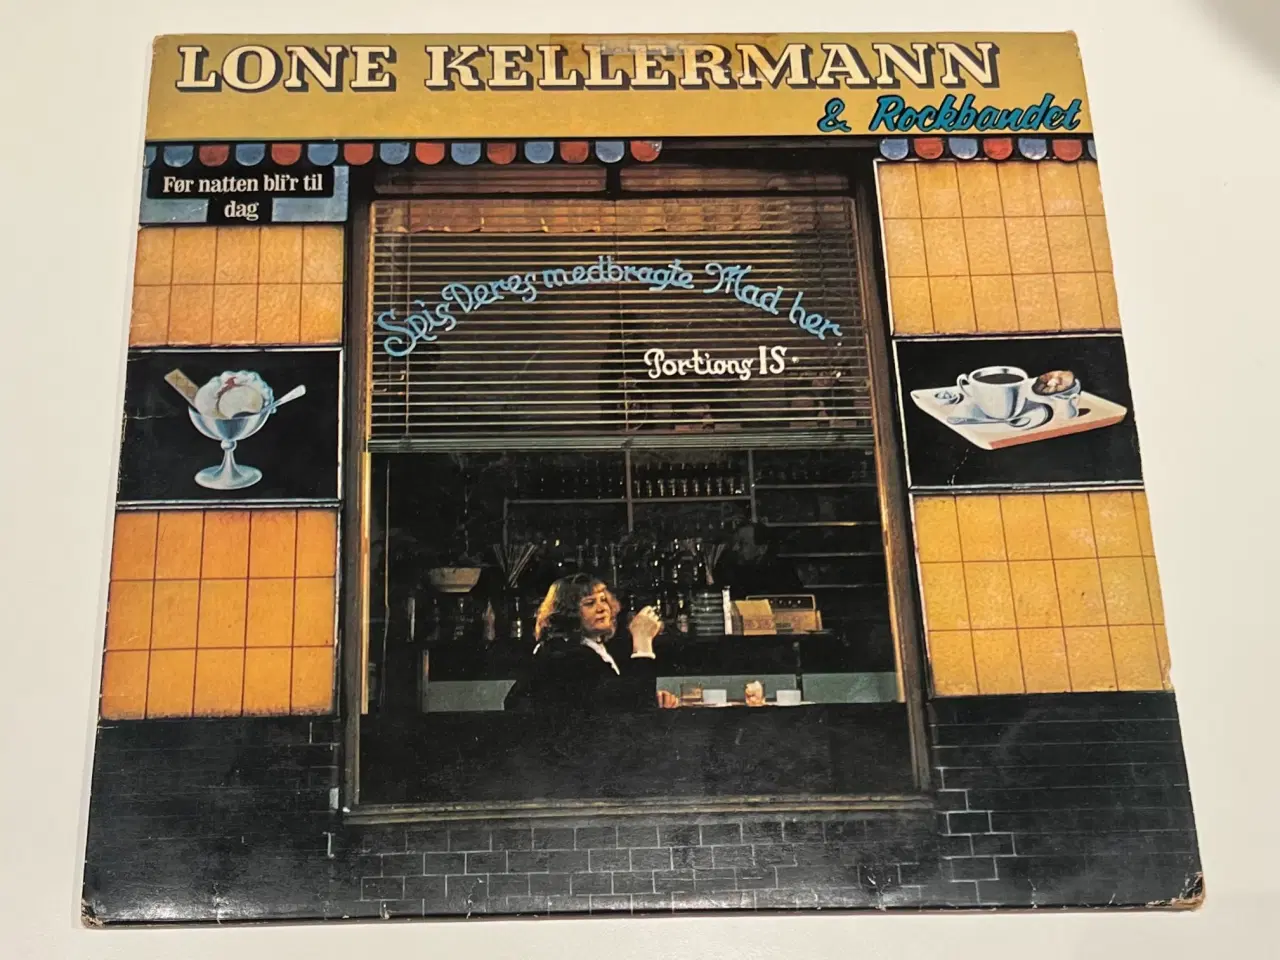 LONE KELLERMANN
& Rockbandet
Før natten bli'r til
dag
Spis Deres medbragte Mad her
Portions IS.